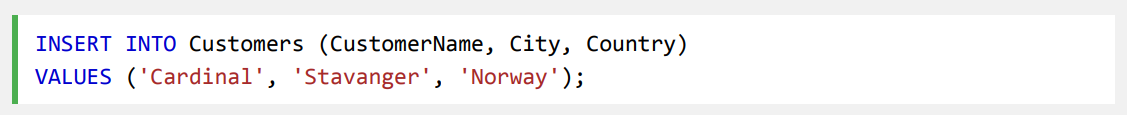 INSERT INTO Customers (CustomerName, City, Country)
VALUES ('Cardinal', 'Stavanger', 'Norway');